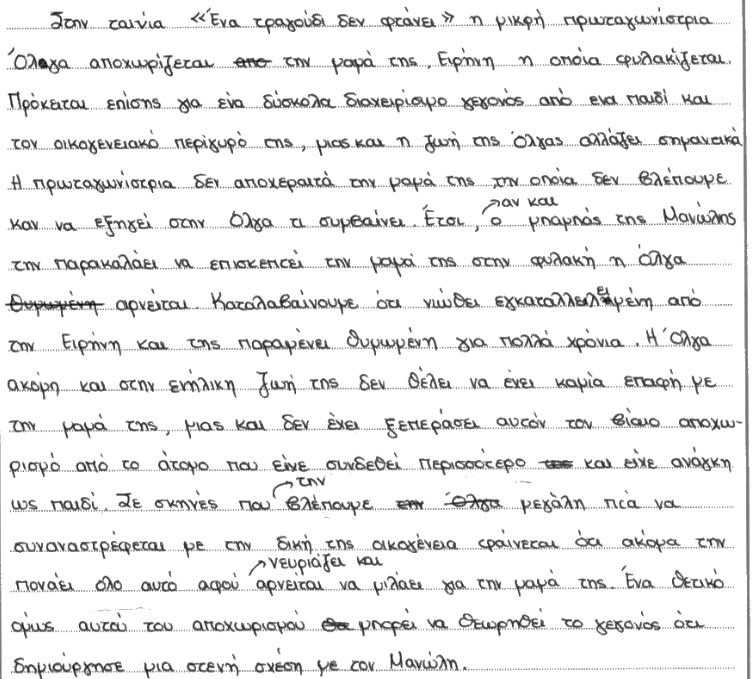 Στην ταινία «Ένα τραγούδι δεν φτάνει» η μικρή πρωταγωνίστρια
Όλγα αποχωρίζεται απο την μαμά της, Ειρήνη η οποία φυλακίζεται.
Πρόκειται επίσης για ένα δύσκολα διαχειρίσιμο γεγονός από ενα παιδί και
τον οικογενειακό περίγυρό της, μιας και η ζωή της Όλγας αλλάζει σημαντικά
Η πρωταγωνίστρια δεν αποχεραιτά την μαμά της την οποία δεν βλέπουμε
καν να εξηγεί στην Όλγα τι συμβαίνει. Έτσι, αν και ο μπαμπάς της Μανώλης
την παρακαλάει να επισκεπτεί την μαμά της στην φυλακή η Όλγα
θυμωμένη αρνείται. Καταλαβαίνουμε ότι νιώθει εγκαταλλειλειμένη από
την Ειρήνη και της παραμένει θυμωμένη για πολλά χρόνια. Η Όλγα
ακόμη και στην ενήλικη ζωή της δεν θέλει να έχει καμία επαφή με
την μαμά της, μιας και δεν έχει ξεπεράσει αυτόν τον βίαιο αποχω-
ρισμό από το άτομο που είχε συνδεθεί περισσότερο και είχε ανάγκη
ως παιδί. Σε σκηνές που την βλέπουμε την Όλγα μεγάλη πιά να
συναναστρέφεται με την δική της οικογένεια φαίνεται ότι ακόμα την
πονάει όλο αυτό αφού νευριάζει και αρνείται να μιλάει για την μαμά της. Ένα θετικό
όμως αυτού του αποχωρισμού θα μπορεί να θεωρηθεί το γεγονός ότι
δημιούργησε μια στενή σχέση με τον Μανώλη.